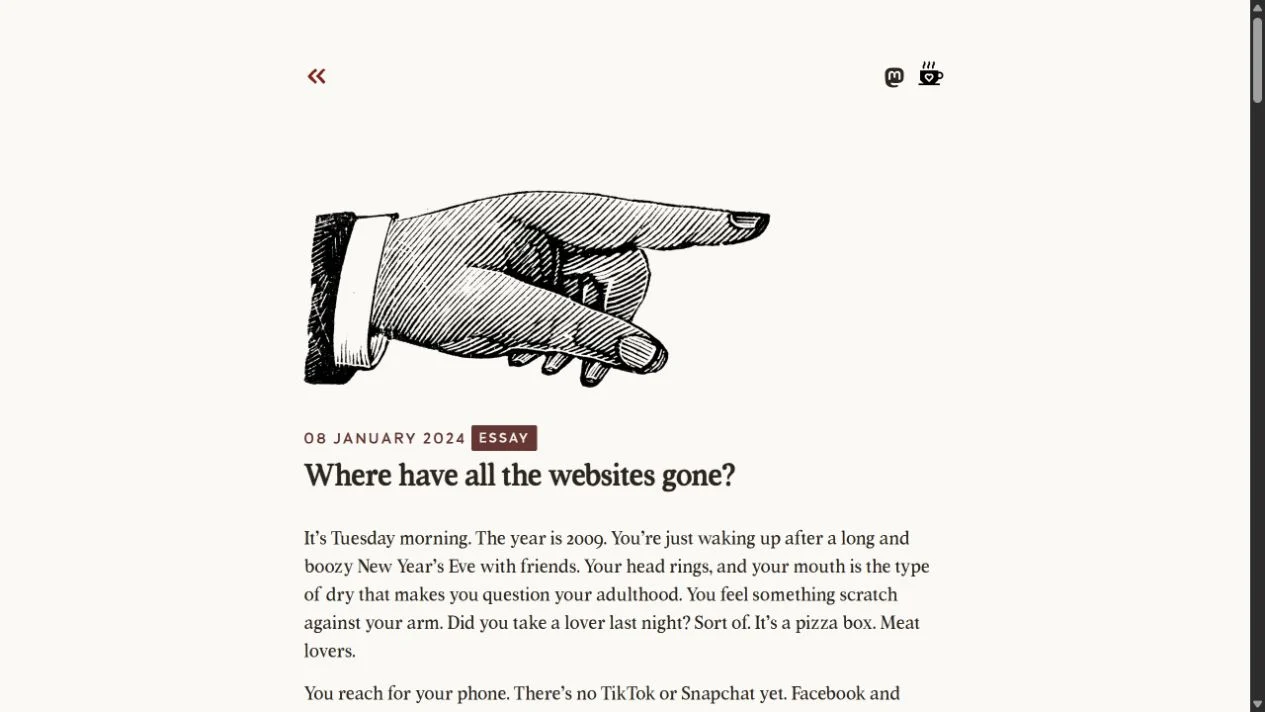 08 JANUARY 2024 ESSAY
Where have all the websites gone?
It’s Tuesday morning. The year is 2009. You’re just waking up after a long and
boozy New Year’s Eve with friends. Your head rings, and your mouth is the type
of dry that makes you question your adulthood. You feel something scratch
against your arm. Did you take a lover last night? Sort of. It’s a pizza box. Meat
lovers.
You reach for your phone. There’s no TikTok or Snapchat yet. Facebook and